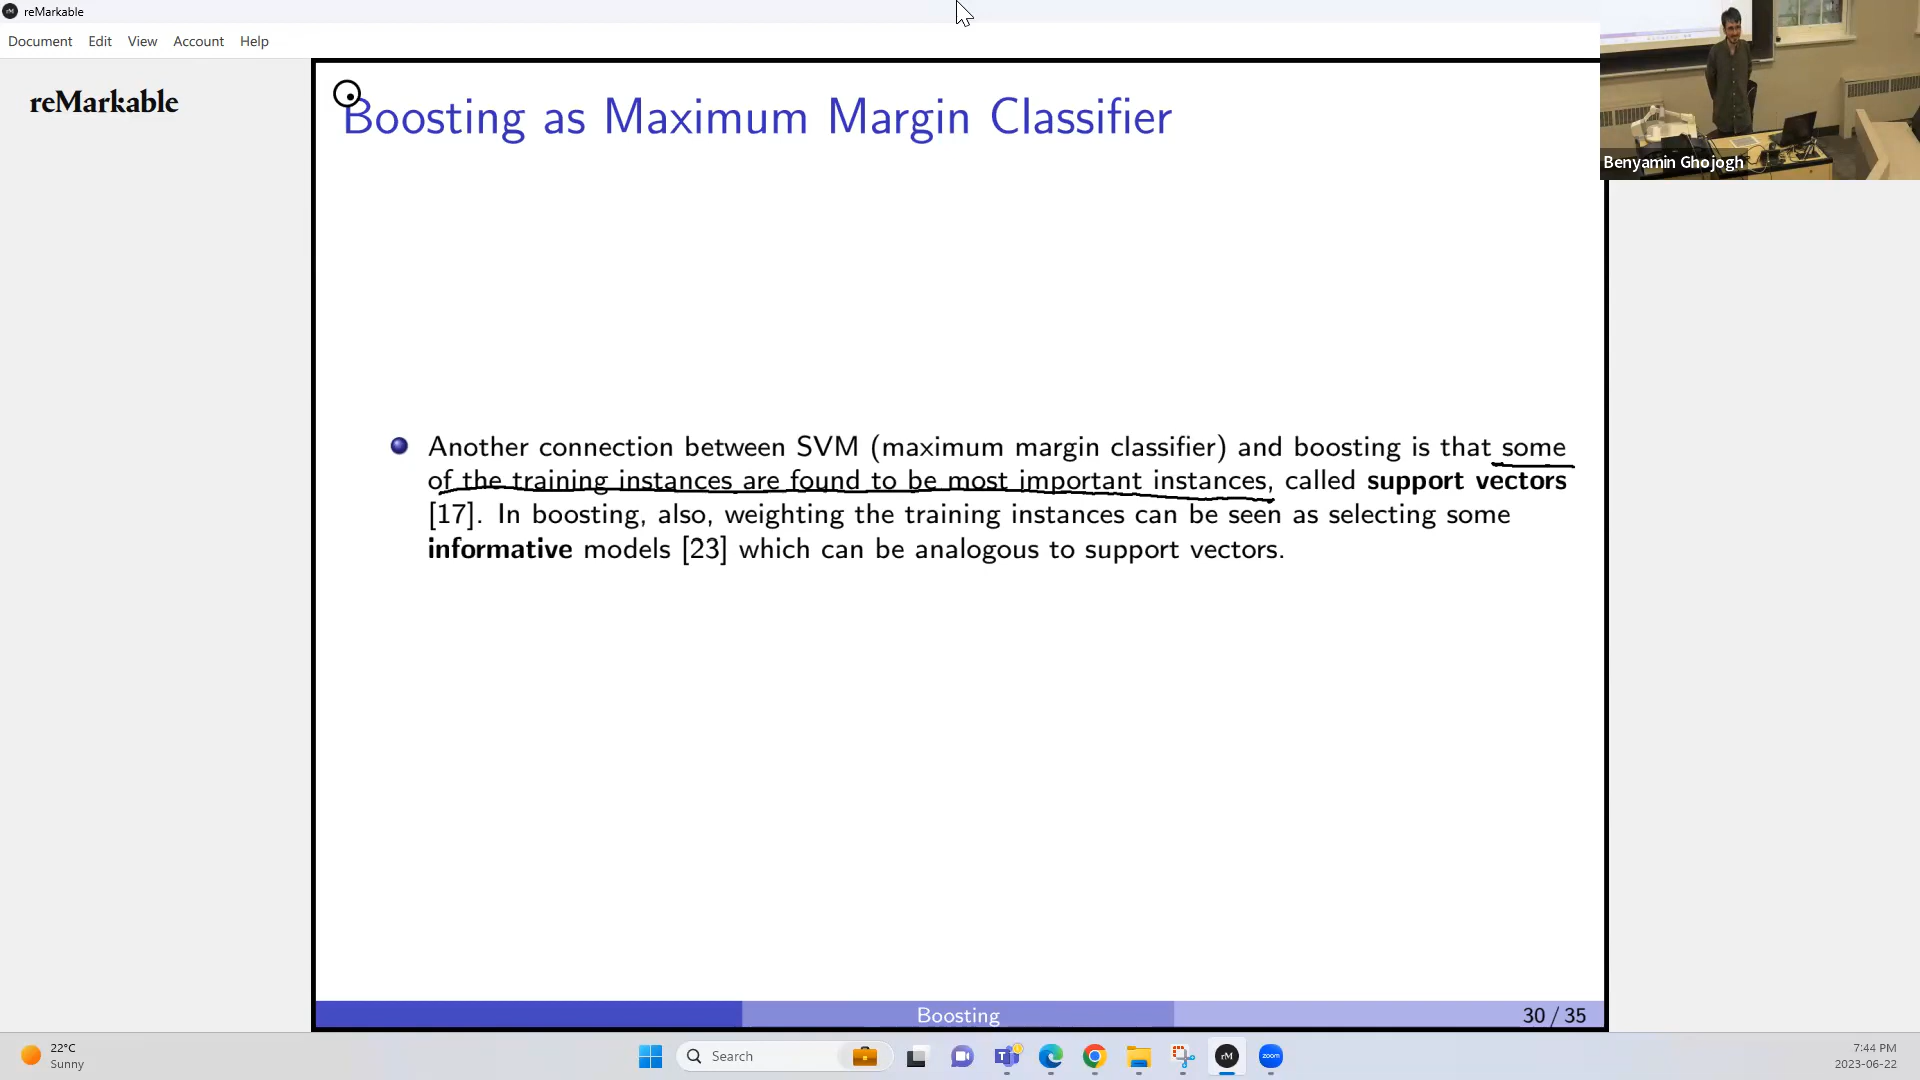 reMarkable
Document Edit View Account Help
reMarkable
Boosting as Maximum Margin Classifier
Benyamin Ghojogh
Another connection between SVM (maximum margin classifier) and boosting is that some
of the training instances are found to be most important instances, called support vectors
[17]. In boosting, also, weighting the training instances can be seen as selecting some
informative models [23] which can be analogous to support vectors.
Boosting
30 / 35
22°C
Sunny
Search
rM
zoom
7:44 PM
2023-06-22